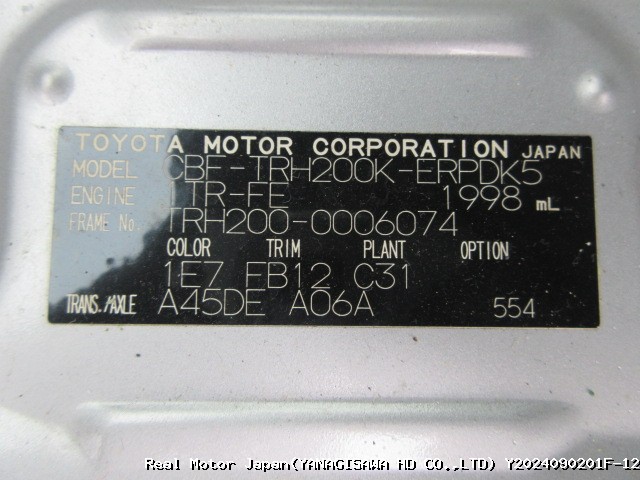 TOYOTA MOTOR CORPORATION JAPAN
MODEL CBF-TRH200K-ERPDK5
ENGINE 1TR-FE 1998 mL
FRAME No. TRH200-0006074
COLOR TRIM PLANT OPTION
1E7 FB12 C31
TRANS./AXLE A45DE A06A 554
Real Motor Japan(YANAGISAWA HD CO.,LTD) Y2024090201F-12